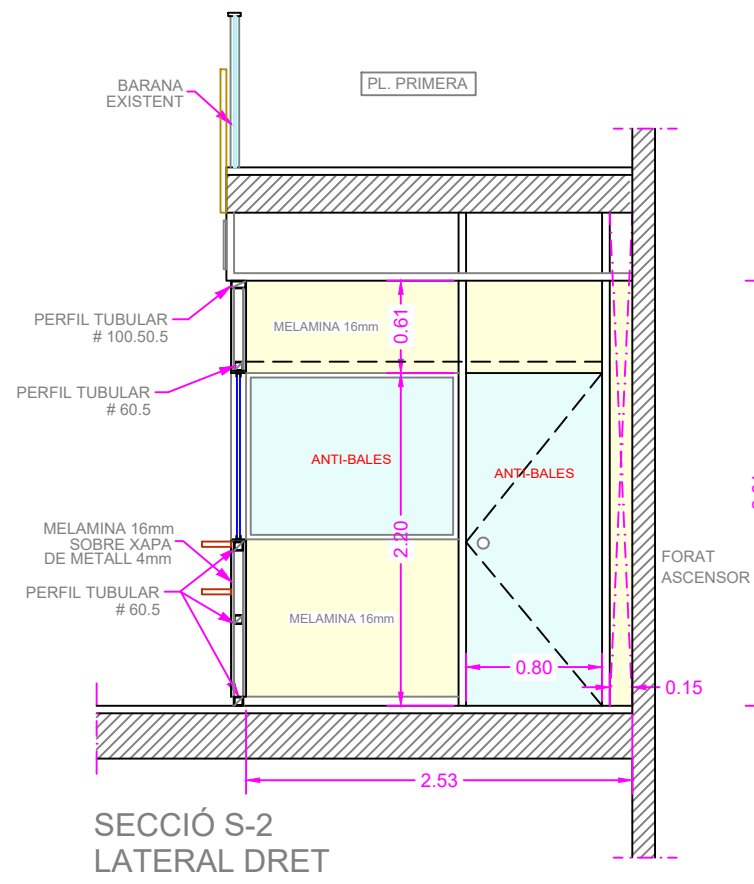 PL. PRIMERA
BARANA
EXISTENT
PERFIL TUBULAR
# 100.50.5
MELAMINA 16mm
0.61
PERFIL TUBULAR
# 60.5
ANTI-BALES
ANTI-BALES
2.20
MELAMINA 16mm
SOBRE XAPA
DE METALL 4mm
PERFIL TUBULAR
# 60.5
MELAMINA 16mm
FORAT
ASCENSOR
0.80
0.15
2.53
SECCIÓ S-2
LATERAL DRET